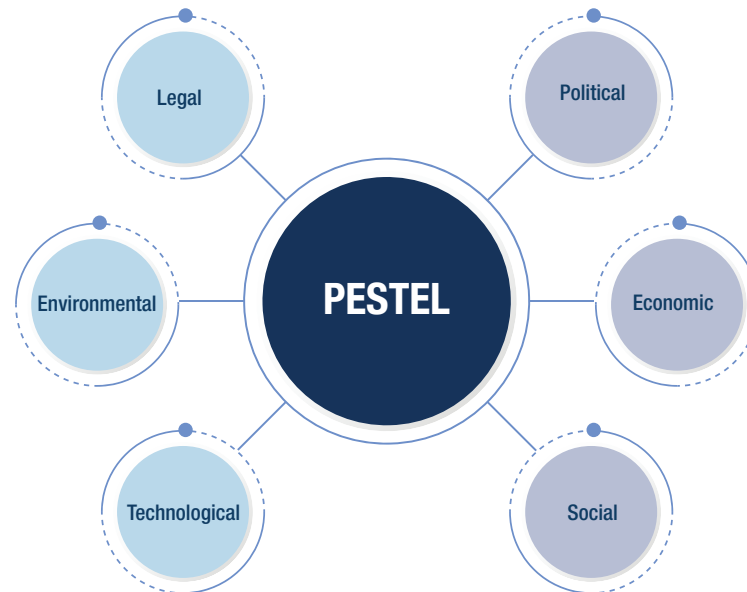 Legal
Political
PESTEL
Environmental
Economic
Technological
Social